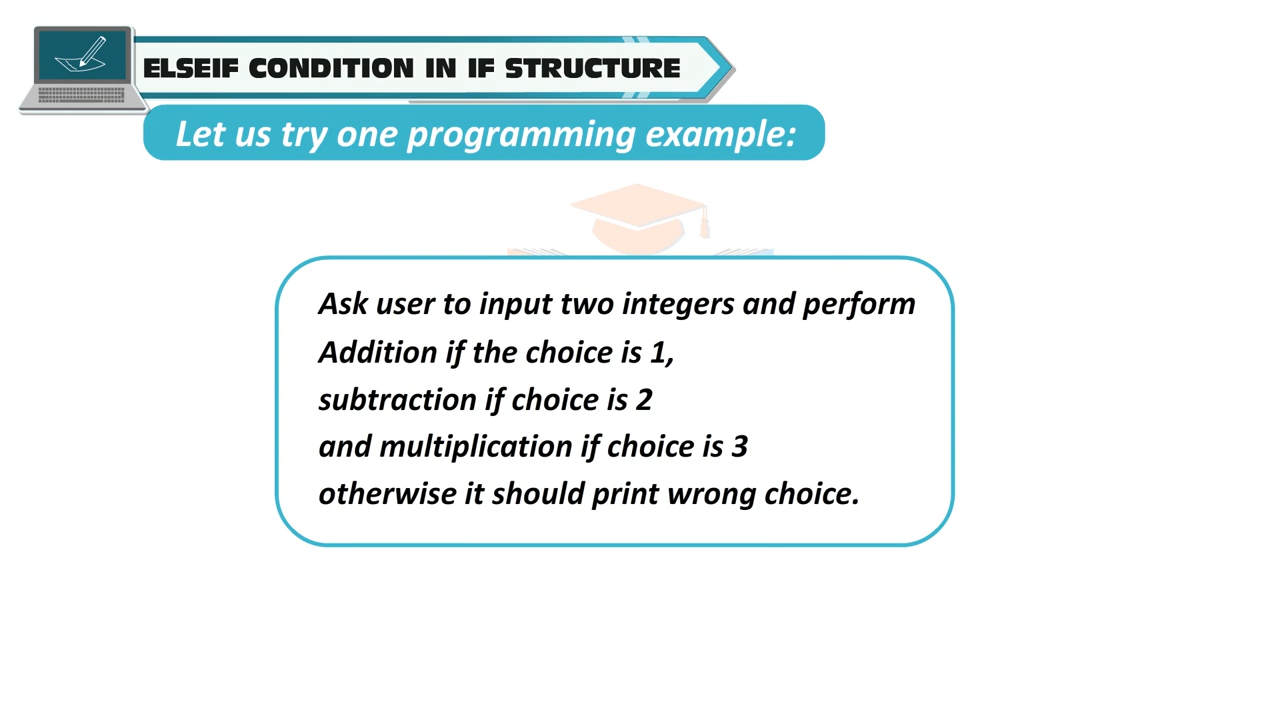 ELSEIF CONDITION IN IF STRUCTURE
Let us try one programming example:
Ask user to input two integers and perform
Addition if the choice is 1,
subtraction if choice is 2
and multiplication if choice is 3
otherwise it should print wrong choice.